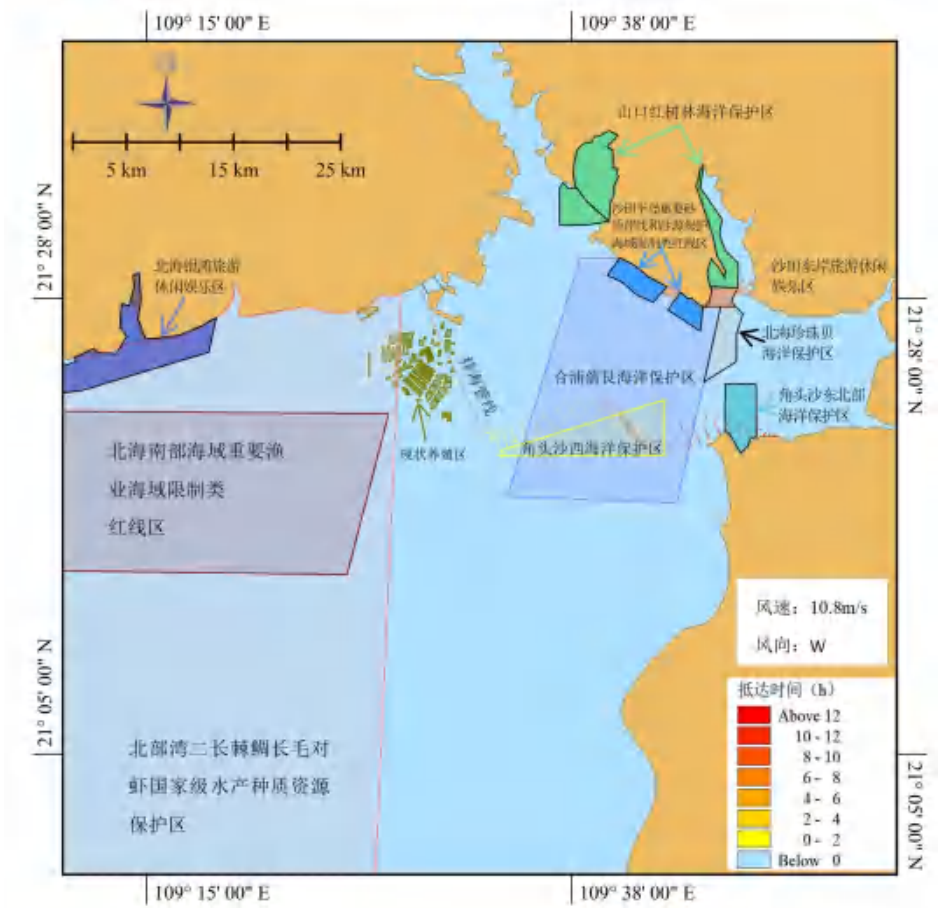 109° 15' 00" E
109° 38' 00" E
山口红树林海洋保护区
5 km
15 km
25 km
21° 28' 00" N
北海银滩旅游
休闲娱乐区
沙田东岸旅游休闲
娱乐区
21° 28' 00" N
北海珍珠贝
海洋保护区
合浦儒艮海洋保护区
排海管线
角头沙东北部
海洋保护区
现状养殖区
角头沙西海洋保护区
北海南部海域重要渔
业海域限制类
红线区
风速：10.8m/s
风向：W
21° 05' 00" N
北部湾二长棘鲷长毛对
虾国家级水产种质资源
保护区
抵达时间（h）
Above 12
10 - 12
8 - 10
6 - 8
4 - 6
2 - 4
0 - 2
Below 0
21° 05' 00" N
109° 15' 00" E
109° 38' 00" E